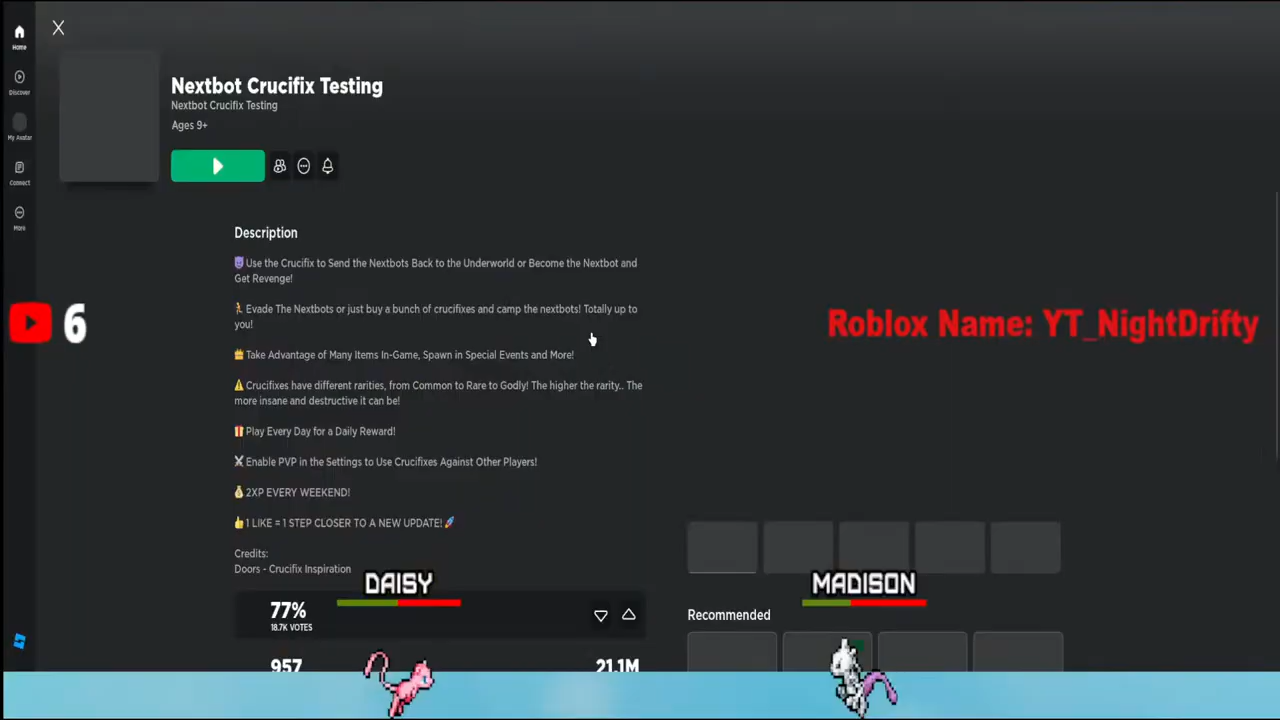 Nextbot Crucifix Testing
Nextbot Crucifix Testing
Ages 9+
Home
Discover
My Avatar
Connect
More
Description
😈Use the Crucifix to Send the Nextbots Back to the Underworld or Become the Nextbot and
Get Revenge!
🏃Evade The Nextbots or just buy a bunch of crucifixes and camp the nextbots! Totally up to
you!
Take Advantage of Many Items In-Game, Spawn in Special Events and More!
⚠️Crucifixes have different rarities, from Common to Rare to Godly! The higher the rarity.. The
more insane and destructive it can be!
🎁Play Every Day for a Daily Reward!
⚔️Enable PVP in the Settings to Use Crucifixes Against Other Players!
💰2XP EVERY WEEKEND!
👍1 LIKE = 1 STEP CLOSER TO A NEW UPDATE!🚀
Credits:
Doors - Crucifix Inspiration
77%
18.7K VOTES
957
21.1M
6
Roblox Name: YT_NightDrifty
Recommended
DAISY
MADISON